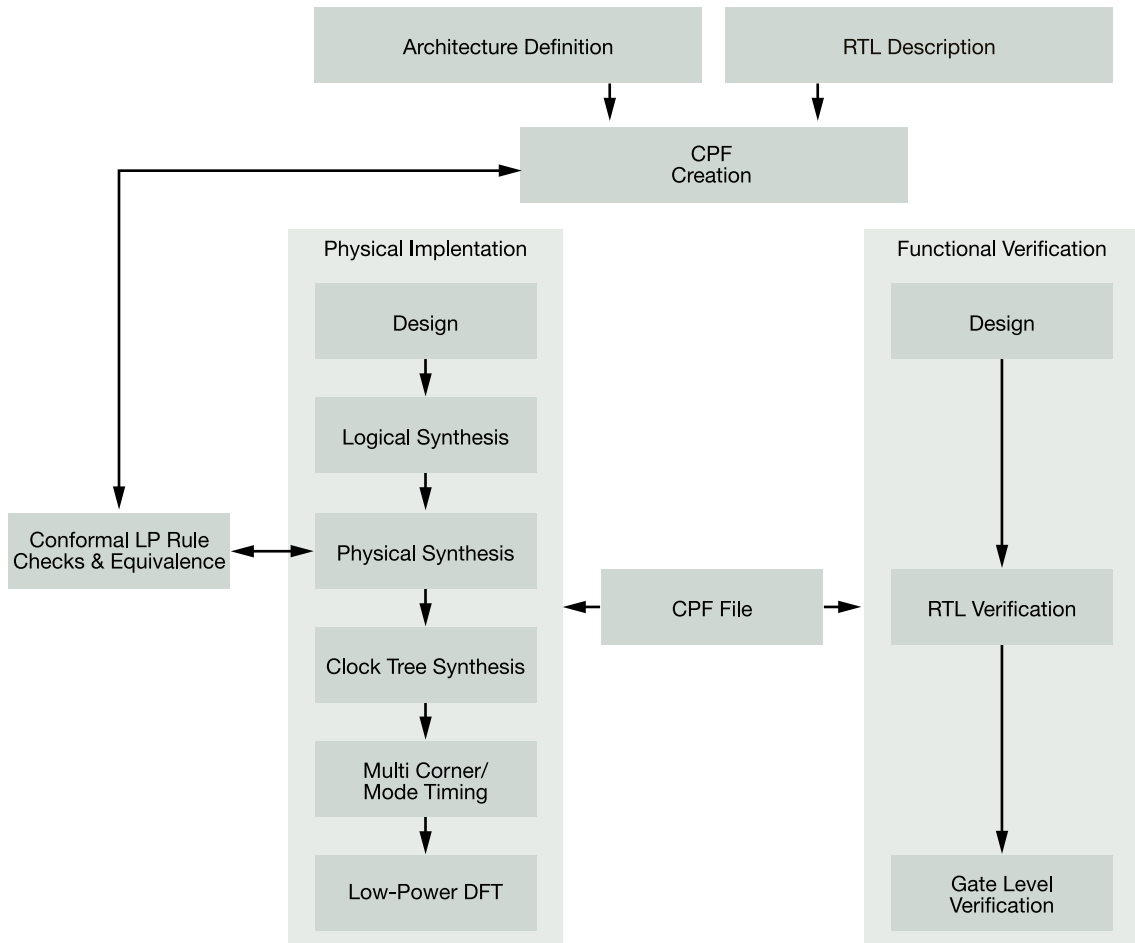 Architecture Definition
RTL Description
CPF
Creation
Physical Implentation
Design
Logical Synthesis
Physical Synthesis
Clock Tree Synthesis
Multi Corner/
Mode Timing
Low-Power DFT
Conformal LP Rule
Checks & Equivalence
CPF File
Functional Verification
Design
RTL Verification
Gate Level
Verification